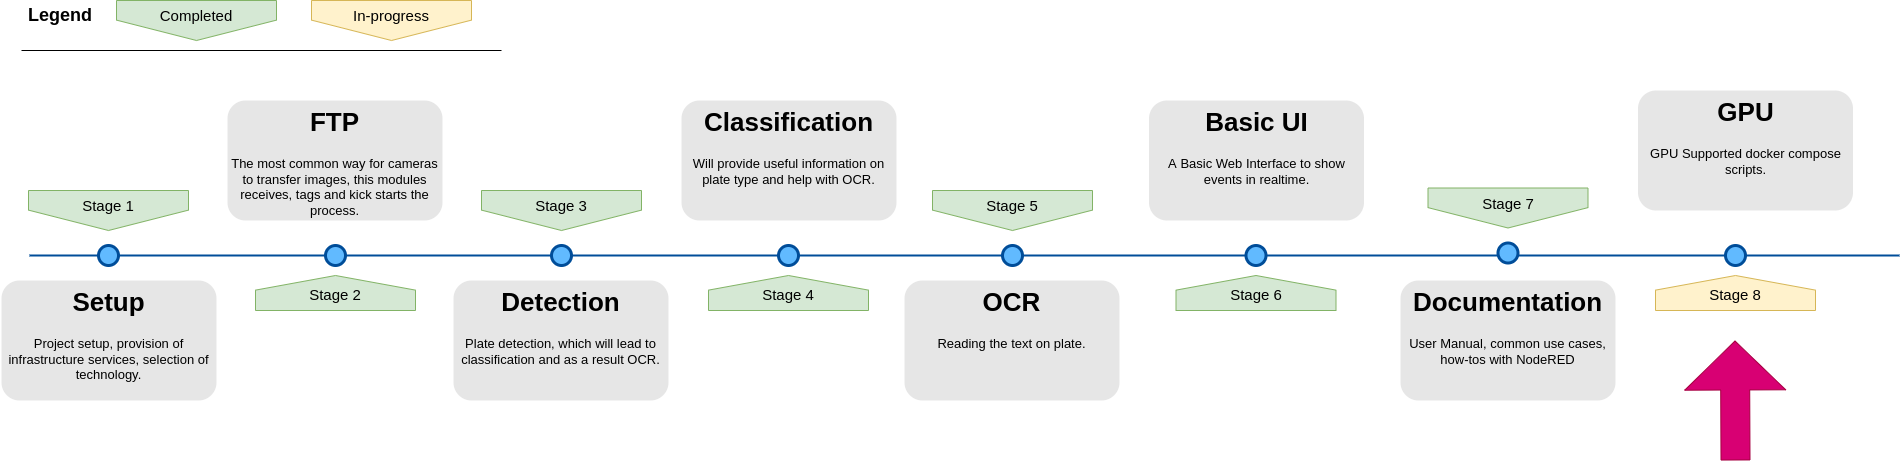 Legend
Completed
In-progress
Stage 1
Setup
Project setup, provision of
infrastructure services, selection of
technology.
FTP
The most common way for cameras
to transfer images, this modules
receives, tags and kick starts the
process.
Stage 2
Stage 3
Detection
Plate detection, which will lead to
classification and as a result OCR.
Classification
Will provide useful information on
plate type and help with OCR.
Stage 4
Stage 5
OCR
Reading the text on plate.
Basic UI
A Basic Web Interface to show
events in realtime.
Stage 6
Stage 7
Documentation
User Manual, common use cases,
how-tos with NodeRED
GPU
GPU Supported docker compose
scripts.
Stage 8